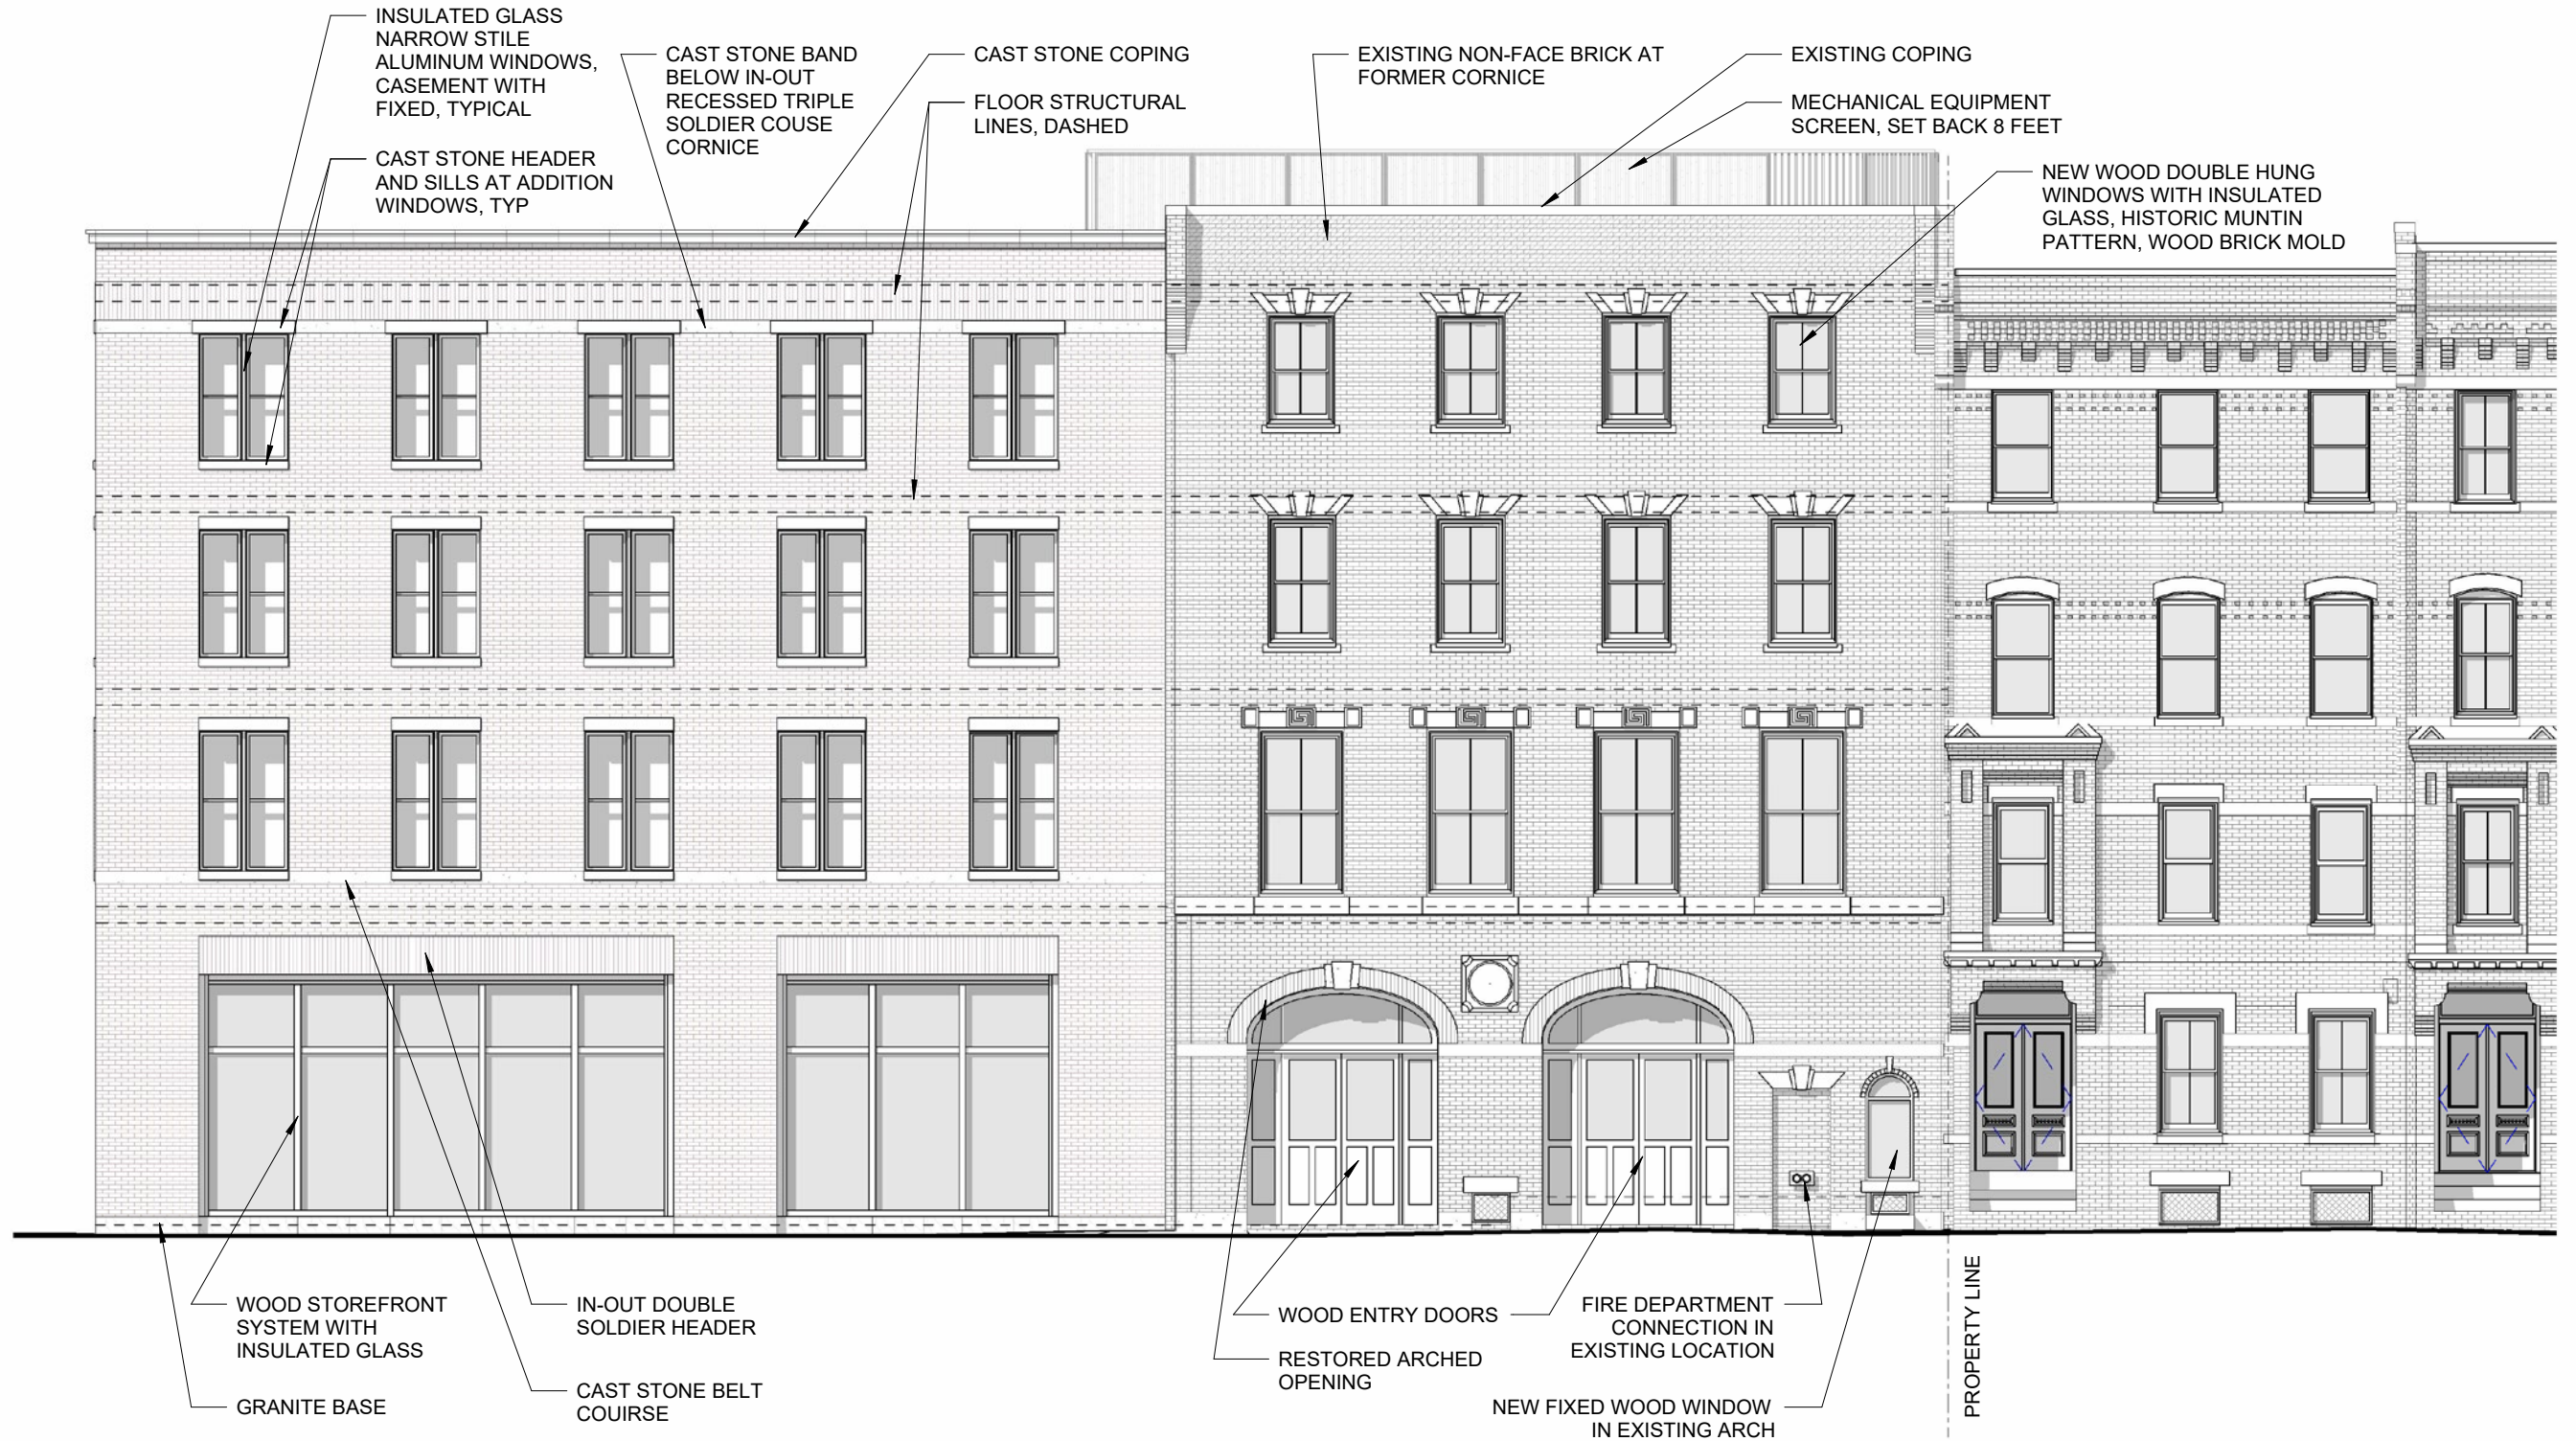 INSULATED GLASS
NARROW STILE
ALUMINUM WINDOWS,
CASEMENT WITH
FIXED, TYPICAL
CAST STONE HEADER
AND SILLS AT ADDITION
WINDOWS, TYP
CAST STONE BAND
BELOW IN-OUT
RECESSED TRIPLE
SOLDIER COUSE
CORNICE
CAST STONE COPING
FLOOR STRUCTURAL
LINES, DASHED
EXISTING NON-FACE BRICK AT
FORMER CORNICE
EXISTING COPING
MECHANICAL EQUIPMENT
SCREEN, SET BACK 8 FEET
NEW WOOD DOUBLE HUNG
WINDOWS WITH INSULATED
GLASS, HISTORIC MUNTIN
PATTERN, WOOD BRICK MOLD
WOOD STOREFRONT
SYSTEM WITH
INSULATED GLASS
GRANITE BASE
IN-OUT DOUBLE
SOLDIER HEADER
CAST STONE BELT
COUIRSE
WOOD ENTRY DOORS
RESTORED ARCHED
OPENING
FIRE DEPARTMENT
CONNECTION IN
EXISTING LOCATION
NEW FIXED WOOD WINDOW
IN EXISTING ARCH
PROPERTY LINE